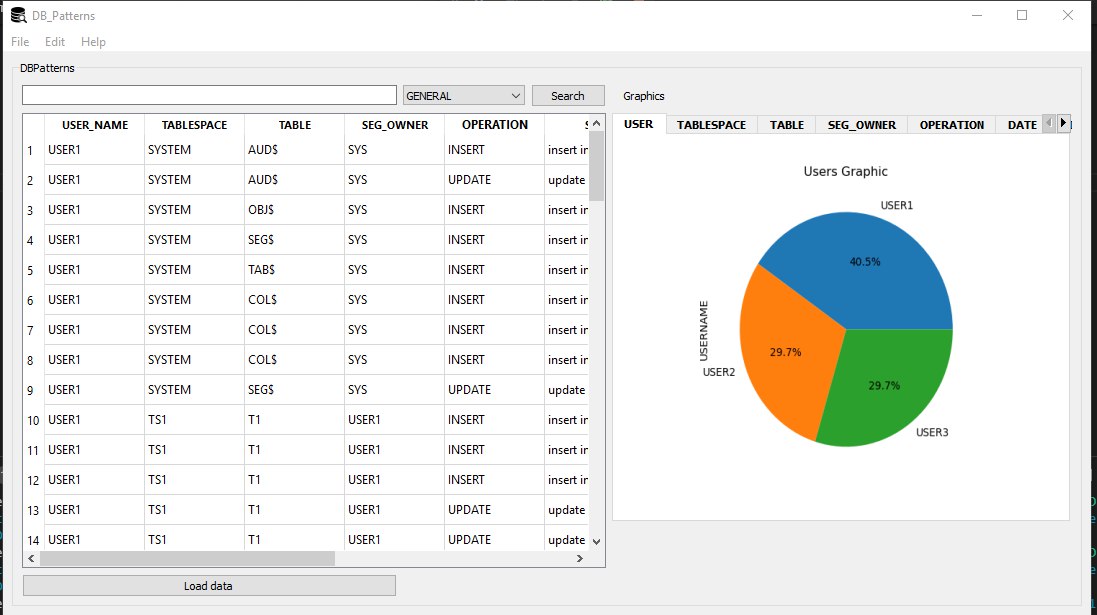 DB_Patterns
File Edit Help
DBPatterns
GENERAL Search Graphics
USER_NAME TABLESPACE TABLE SEG_OWNER OPERATION
1 USER1 SYSTEM AUD$ SYS INSERT insert in
2 USER1 SYSTEM AUD$ SYS UPDATE update
3 USER1 SYSTEM OBJ$ SYS INSERT insert in
4 USER1 SYSTEM SEG$ SYS INSERT insert in
5 USER1 SYSTEM TAB$ SYS INSERT insert in
6 USER1 SYSTEM COL$ SYS INSERT insert in
7 USER1 SYSTEM COL$ SYS INSERT insert in
8 USER1 SYSTEM COL$ SYS INSERT insert in
9 USER1 SYSTEM SEG$ SYS UPDATE update
10 USER1 TS1 T1 USER1 INSERT insert in
11 USER1 TS1 T1 USER1 INSERT insert in
12 USER1 TS1 T1 USER1 INSERT insert in
13 USER1 TS1 T1 USER1 UPDATE update
14 USER1 TS1 T1 USER1 UPDATE update
Load data
USER TABLESPACE TABLE SEG_OWNER OPERATION DATE
Users Graphic
USER1
40.5%
USERNAME
29.7%
USER2
29.7%
USER3